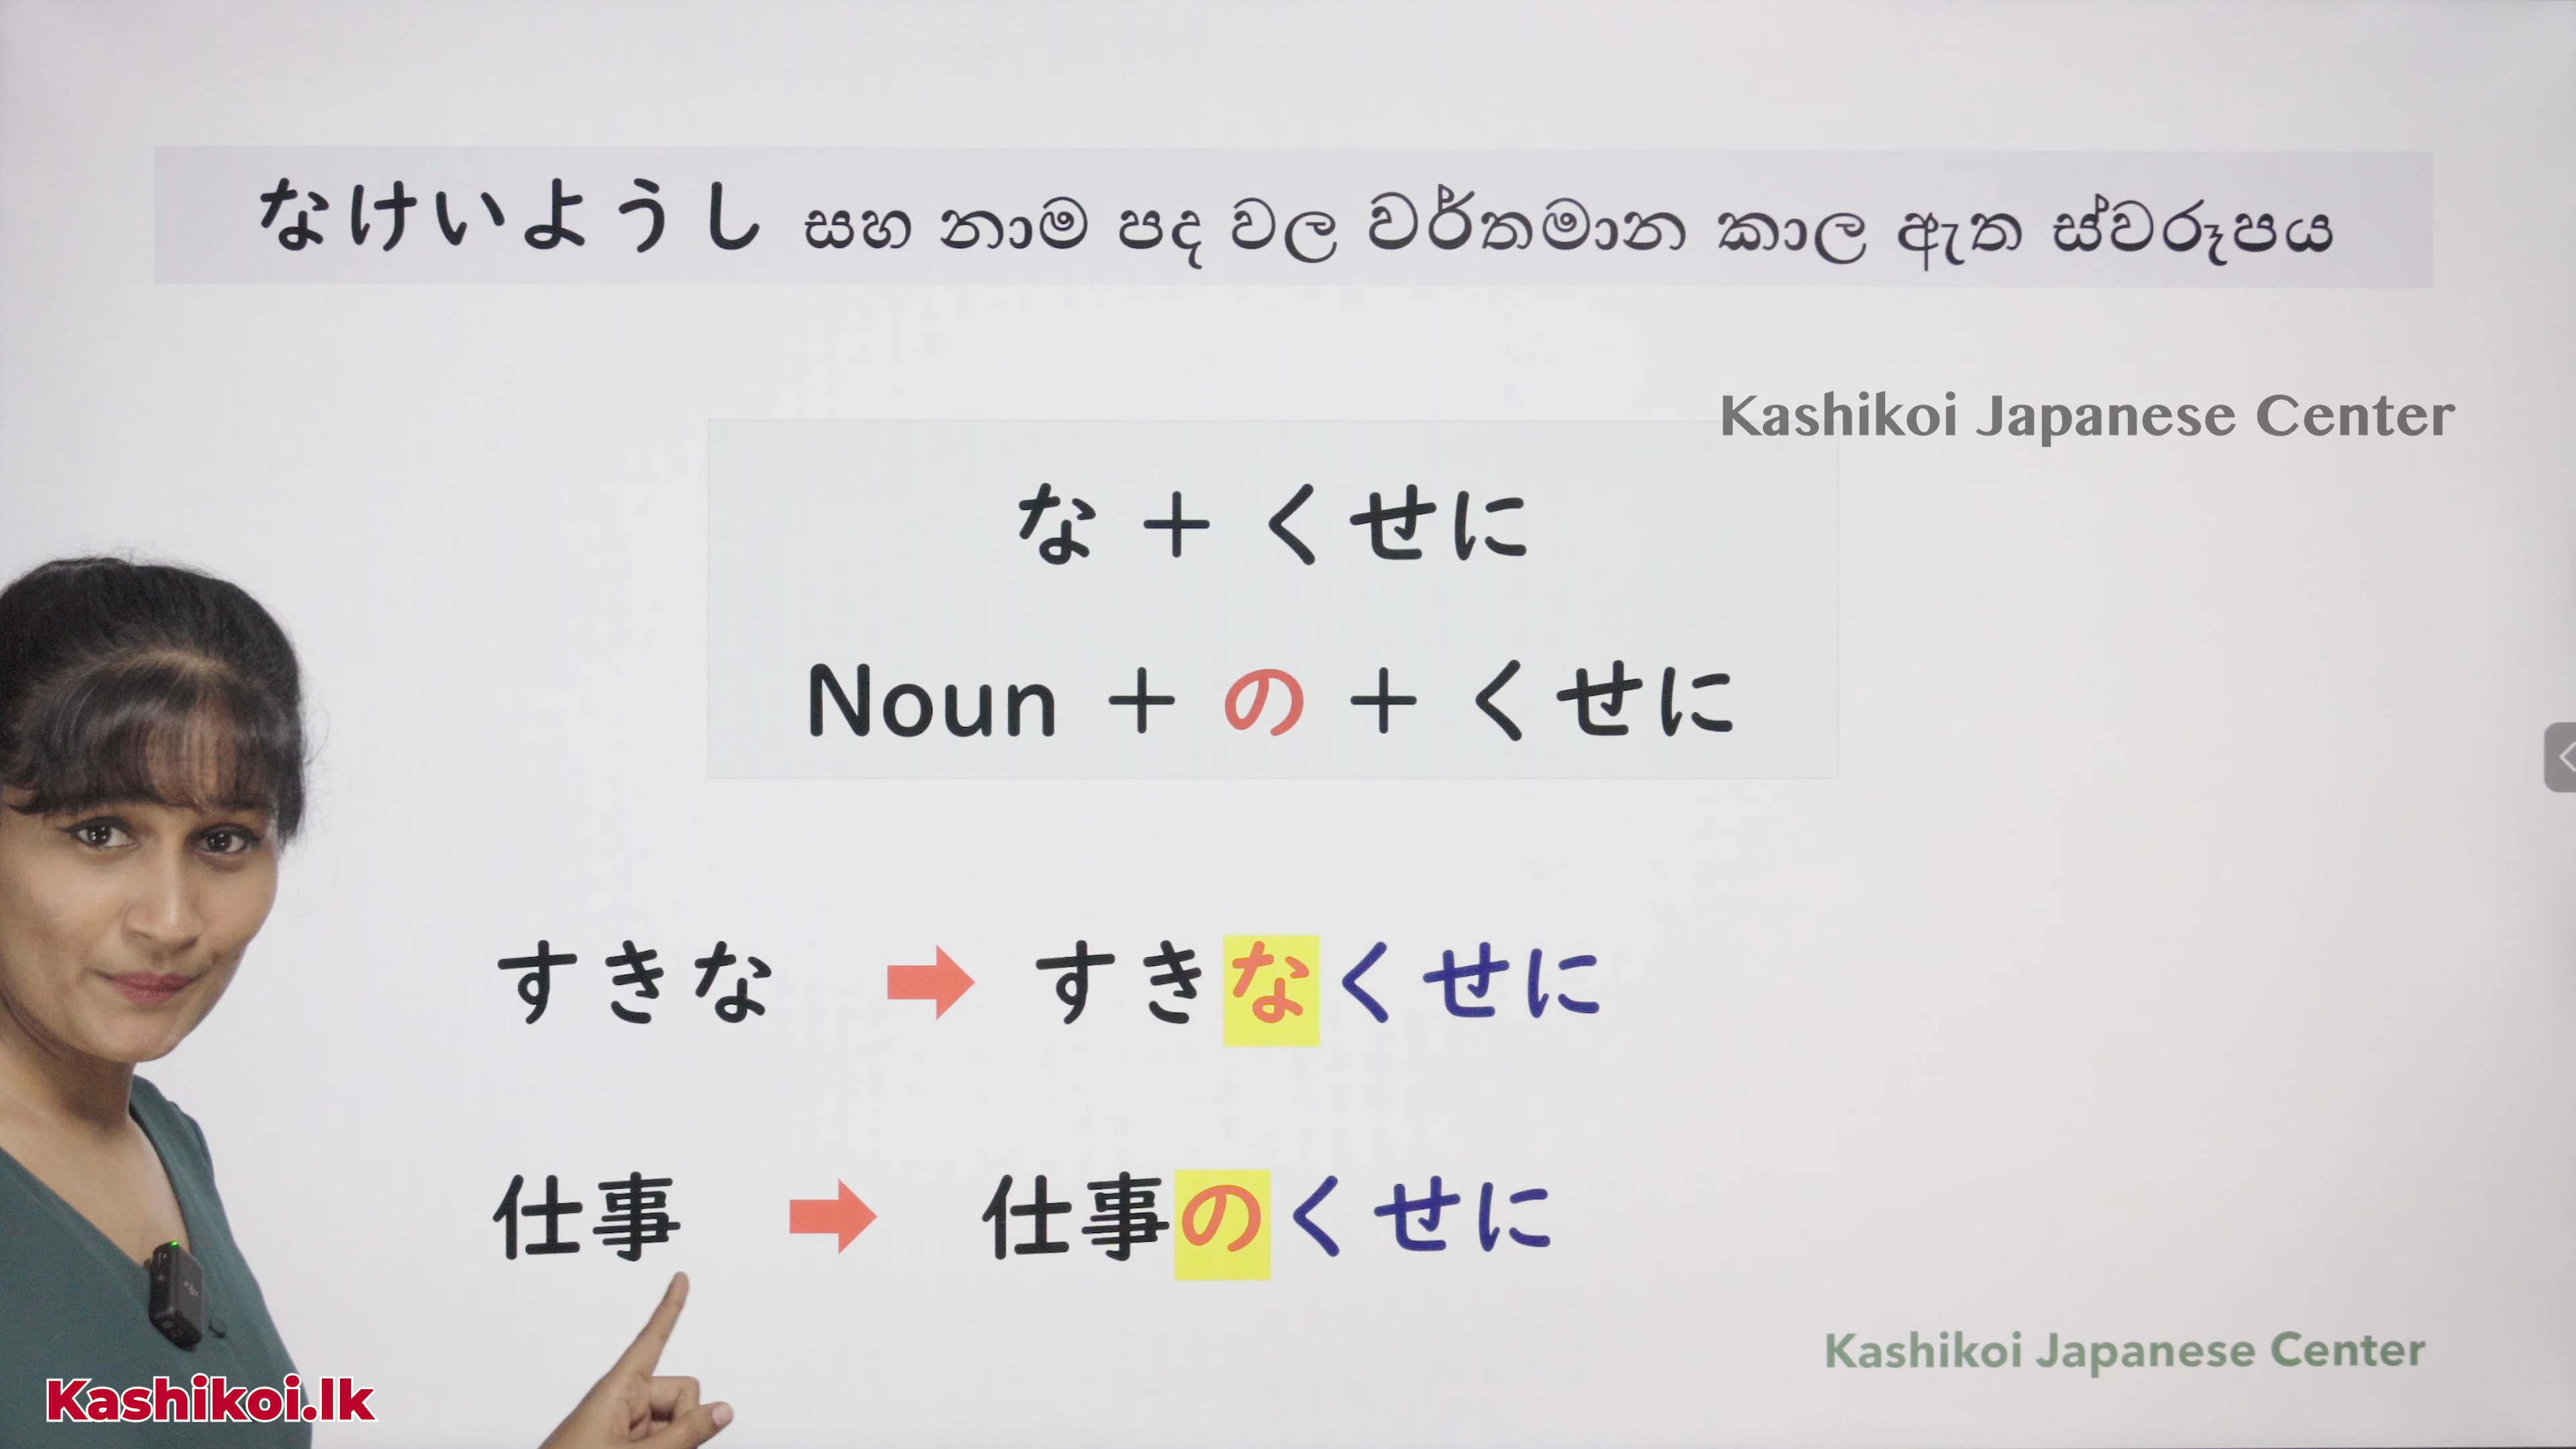 なけいようし සහ නාම පද වල වර්තමාන කාල ඇත ස්වරූපය
Kashikoi Japanese Center
な + くせに
Noun + の + くせに
すきな すきなくせに
仕事 仕事のくせに
Kashikoi Japanese Center
Kashikoi.lk